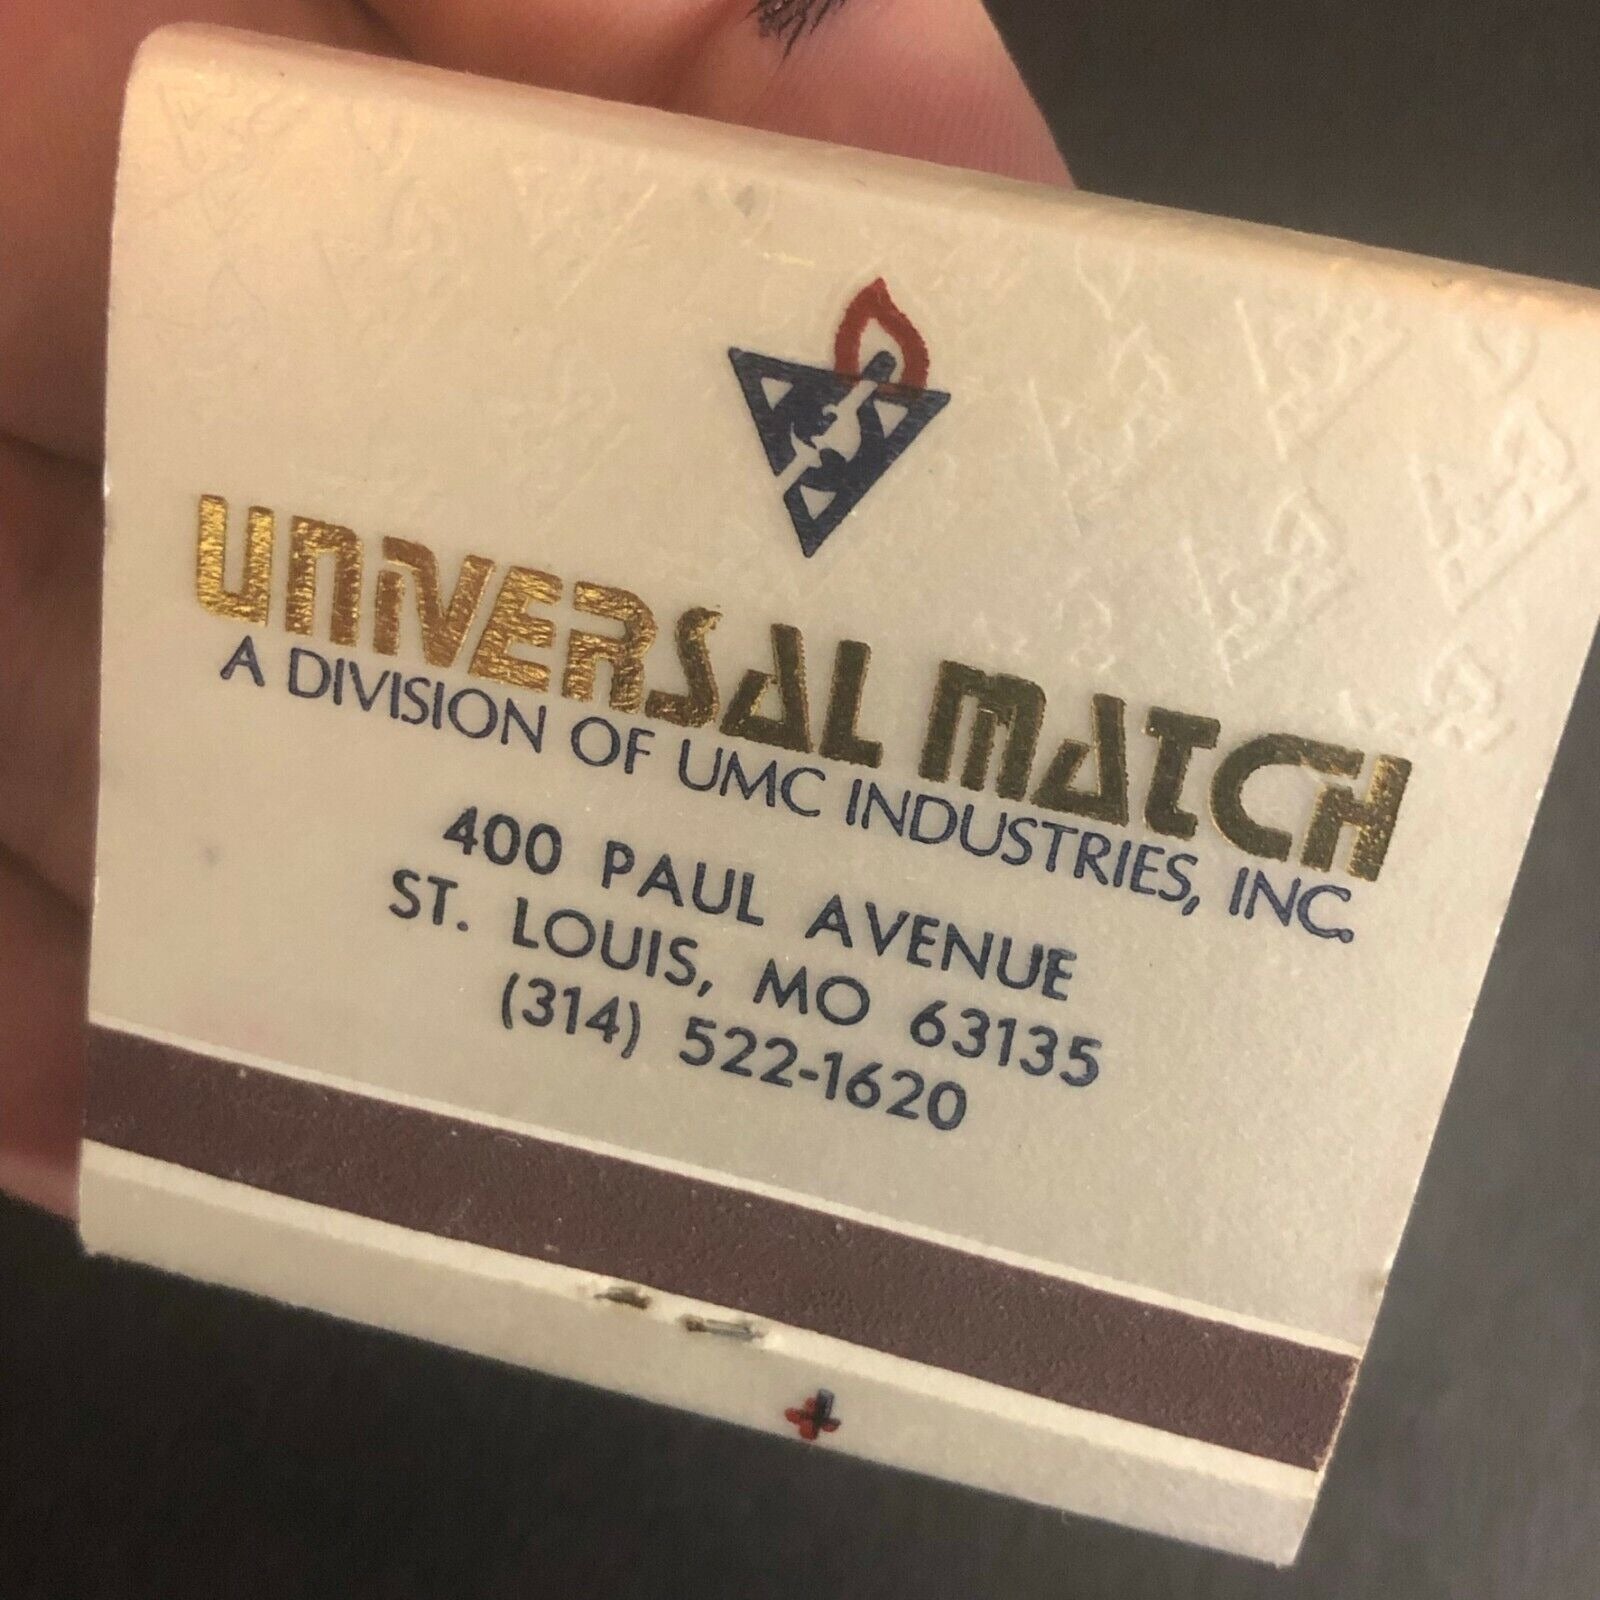 UNIVERSAL MATCH
A DIVISION OF UMC INDUSTRIES, INC.
400 PAUL AVENUE
ST. LOUIS, MO 63135
(314) 522-1620